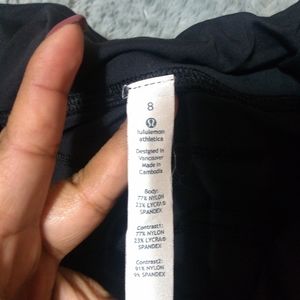 8
lululemon
athletica
Designed in
Vancouver
Made in
Cambodia
Body:
77% NYLON
23% LYCRA®
SPANDEX
Contrast1:
77% NYLON
23% LYCRA®
SPANDEX
Contrast2:
91% NYLON
9% SPANDEX